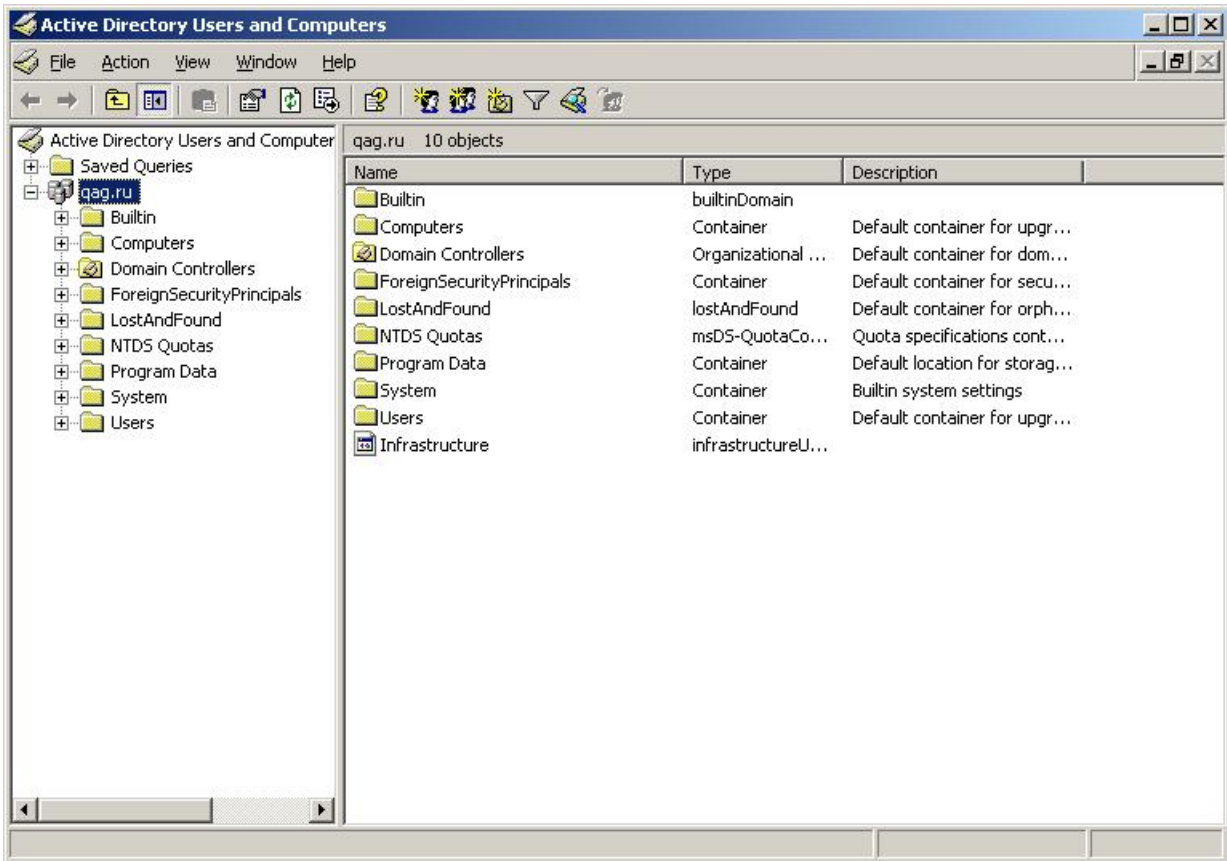 Active Directory Users and Computers
File Action View Window Help
Active Directory Users and Computer
Saved Queries
qag.ru
Builtin
Computers
Domain Controllers
ForeignSecurityPrincipals
LostAndFound
NTDS Quotas
Program Data
System
Users
qag.ru 10 objects
Name Type Description
Builtin builtinDomain
Computers Container Default container for upgr...
Domain Controllers Organizational ... Default container for dom...
ForeignSecurityPrincipals Container Default container for secu...
LostAndFound lostAndFound Default container for orph...
NTDS Quotas msDS-QuotaCo... Quota specifications cont...
Program Data Container Default location for storag...
System Container Builtin system settings
Users Container Default container for upgr...
Infrastructure infrastructureU...